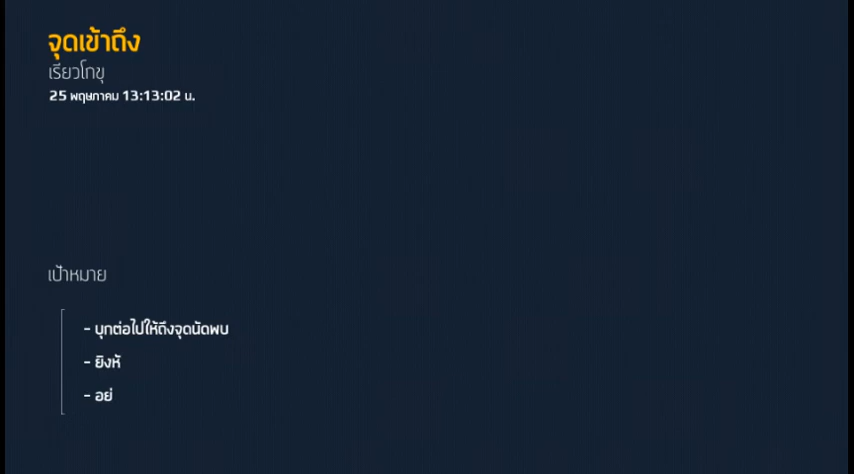 จุดเข้าถึง
เรียวโกขุ
25 พฤษภาคม 13:13:02 น.
เป้าหมาย
- บุกต่อไปให้ถึงจุดนัดพบ
- ยิงหั
- อย่